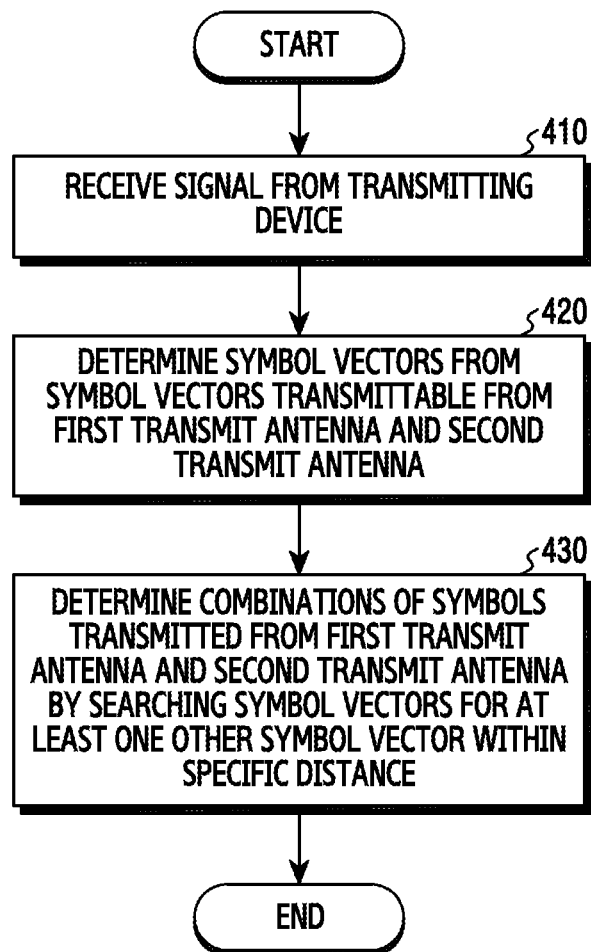 START
410
RECEIVE SIGNAL FROM TRANSMITTING
DEVICE
420
DETERMINE SYMBOL VECTORS FROM
SYMBOL VECTORS TRANSMITTABLE FROM
FIRST TRANSMIT ANTENNA AND SECOND
TRANSMIT ANTENNA
430
DETERMINE COMBINATIONS OF SYMBOLS
TRANSMITTED FROM FIRST TRANSMIT
ANTENNA AND SECOND TRANSMIT ANTENNA
BY SEARCHING SYMBOL VECTORS FOR AT
LEAST ONE OTHER SYMBOL VECTOR WITHIN
SPECIFIC DISTANCE
END